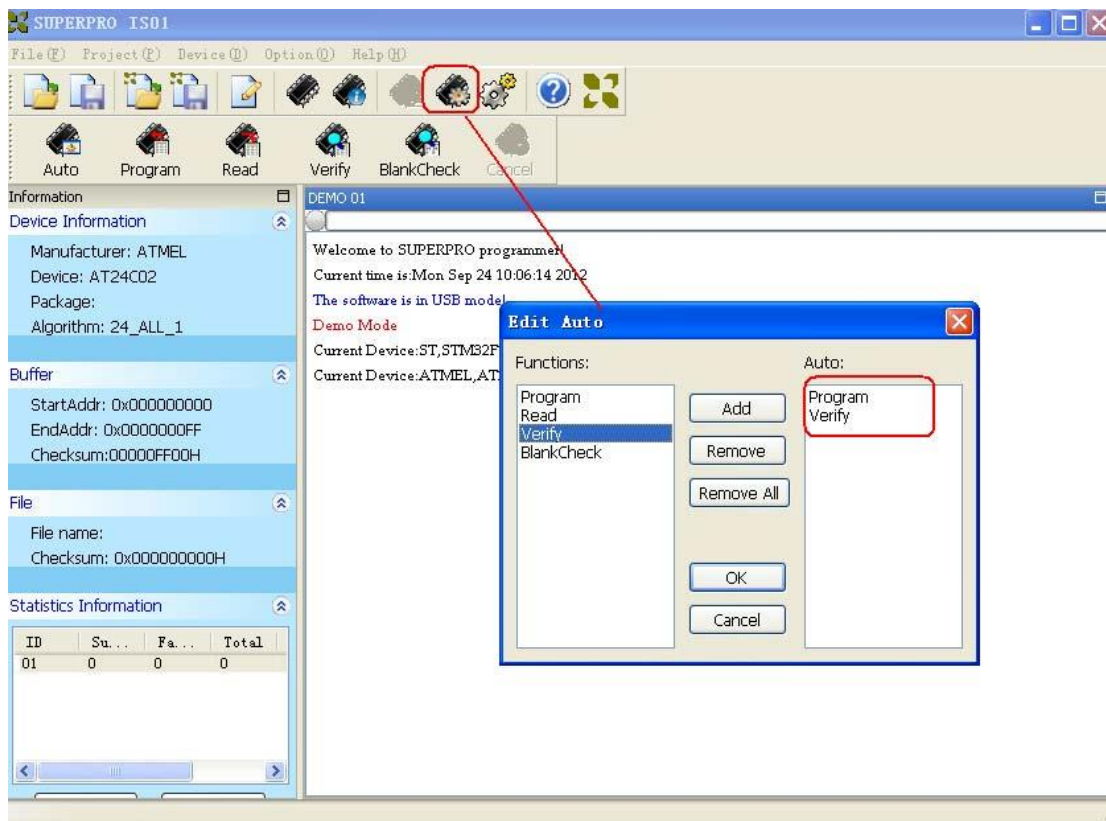 SUPERPRO IS01
File(F) Project(P) Device(D) Option(O) Help(H)
Auto Program Read Verify BlankCheck Cancel
Information
Device Information
Manufacturer: ATMEL
Device: AT24C02
Package:
Algorithm: 24_ALL_1
Buffer
StartAddr: 0x000000000
EndAddr: 0x0000000FF
Checksum:00000FF00H
File
File name:
Checksum: 0x000000000H
Statistics Information
ID Su... Fa... Total
01 0 0 0
DEMO 01
Welcome to SUPERPRO programmer!
Current time is:Mon Sep 24 10:06:14 2012
The software is in USB mode!
Demo Mode
Current Device:ST,STM32F
Current Device:ATMEL,AT
Edit Auto
Functions:
Program
Read
Verify
BlankCheck
Add
Remove
Remove All
OK
Cancel
Auto:
Program
Verify